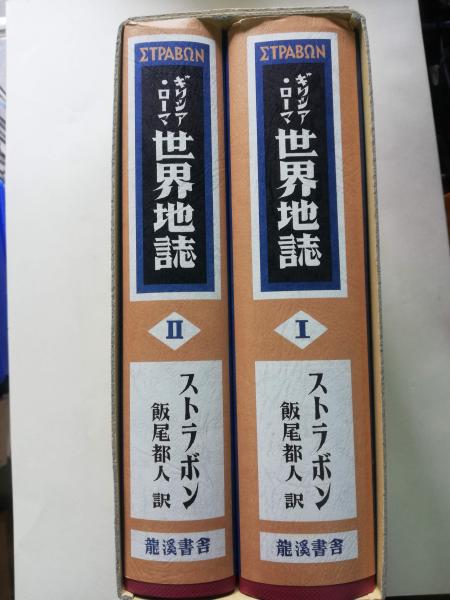 ΣΤΡΑΒΩΝ
ギリシア
・ローマ
世界地誌
II
ストラボン
飯尾都人 訳
龍溪書舎
ΣΤΡΑΒΩΝ
ギリシア
・ローマ
世界地誌
I
ストラボン
飯尾都人 訳
龍溪書舎